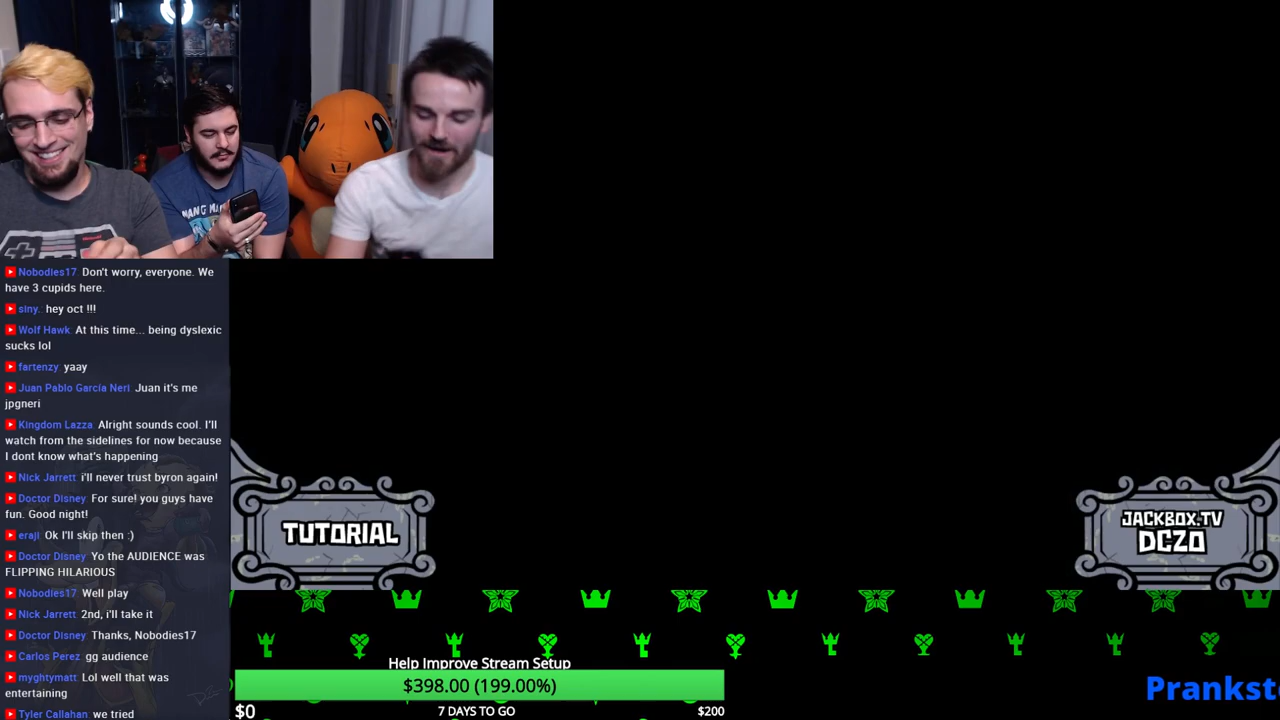 Nobodies17 Don't worry, everyone. We
have 3 cupids here.
siny. hey oct !!!
Wolf Hawk At this time... being dyslexic
sucks lol
fartenzy yaay
Juan Pablo García Neri Juan it's me
jpgneri
Kingdom Lazza Alright sounds cool. I'll
watch from the sidelines for now because
I dont know what's happening
Nick Jarrett i'll never trust byron again!
Doctor Disney For sure! you guys have
fun. Good night!
eraji Ok I'll skip then :)
Doctor Disney Yo the AUDIENCE was
FLIPPING HILARIOUS
Nobodies17 Well play
Nick Jarrett 2nd, i'll take it
Doctor Disney Thanks, Nobodies17
Carlos Perez gg audience
myghtymatt Lol well that was
entertaining
Tyler Callahan we tried
TUTORIAL
JACKBOX.TV
DCZO
Help Improve Stream Setup
$398.00 (199.00%)
$0 7 DAYS TO GO $200
Prankst